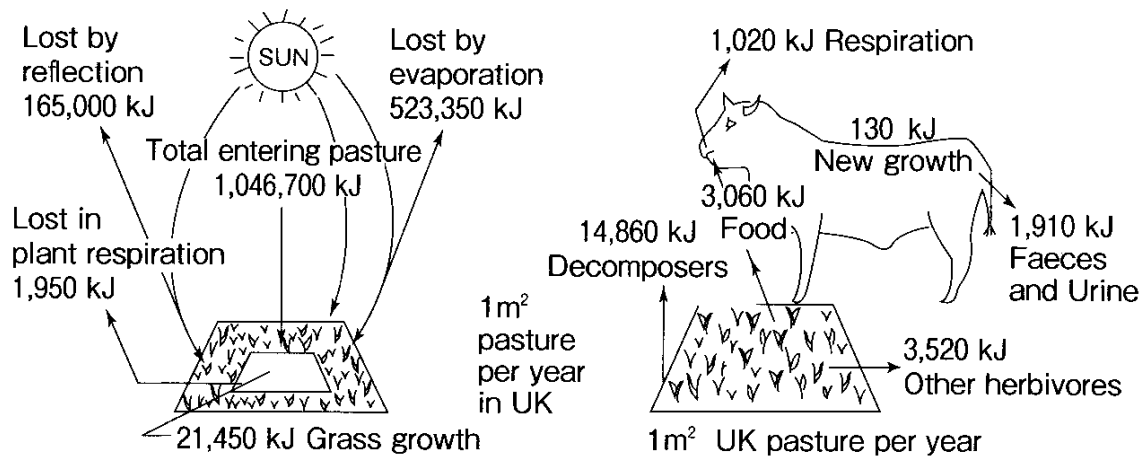 Lost by
reflection
165,000 kJ
SUN
Lost by
evaporation
523,350 kJ
Total entering pasture
1,046,700 kJ
Lost in
plant respiration
1,950 kJ
1m²
pasture
per year
in UK
21,450 kJ Grass growth
1,020 kJ Respiration
130 kJ
New growth
3,060 kJ
Food
14,860 kJ
Decomposers
1,910 kJ
Faeces
and Urine
3,520 kJ
Other herbivores
1m² UK pasture per year